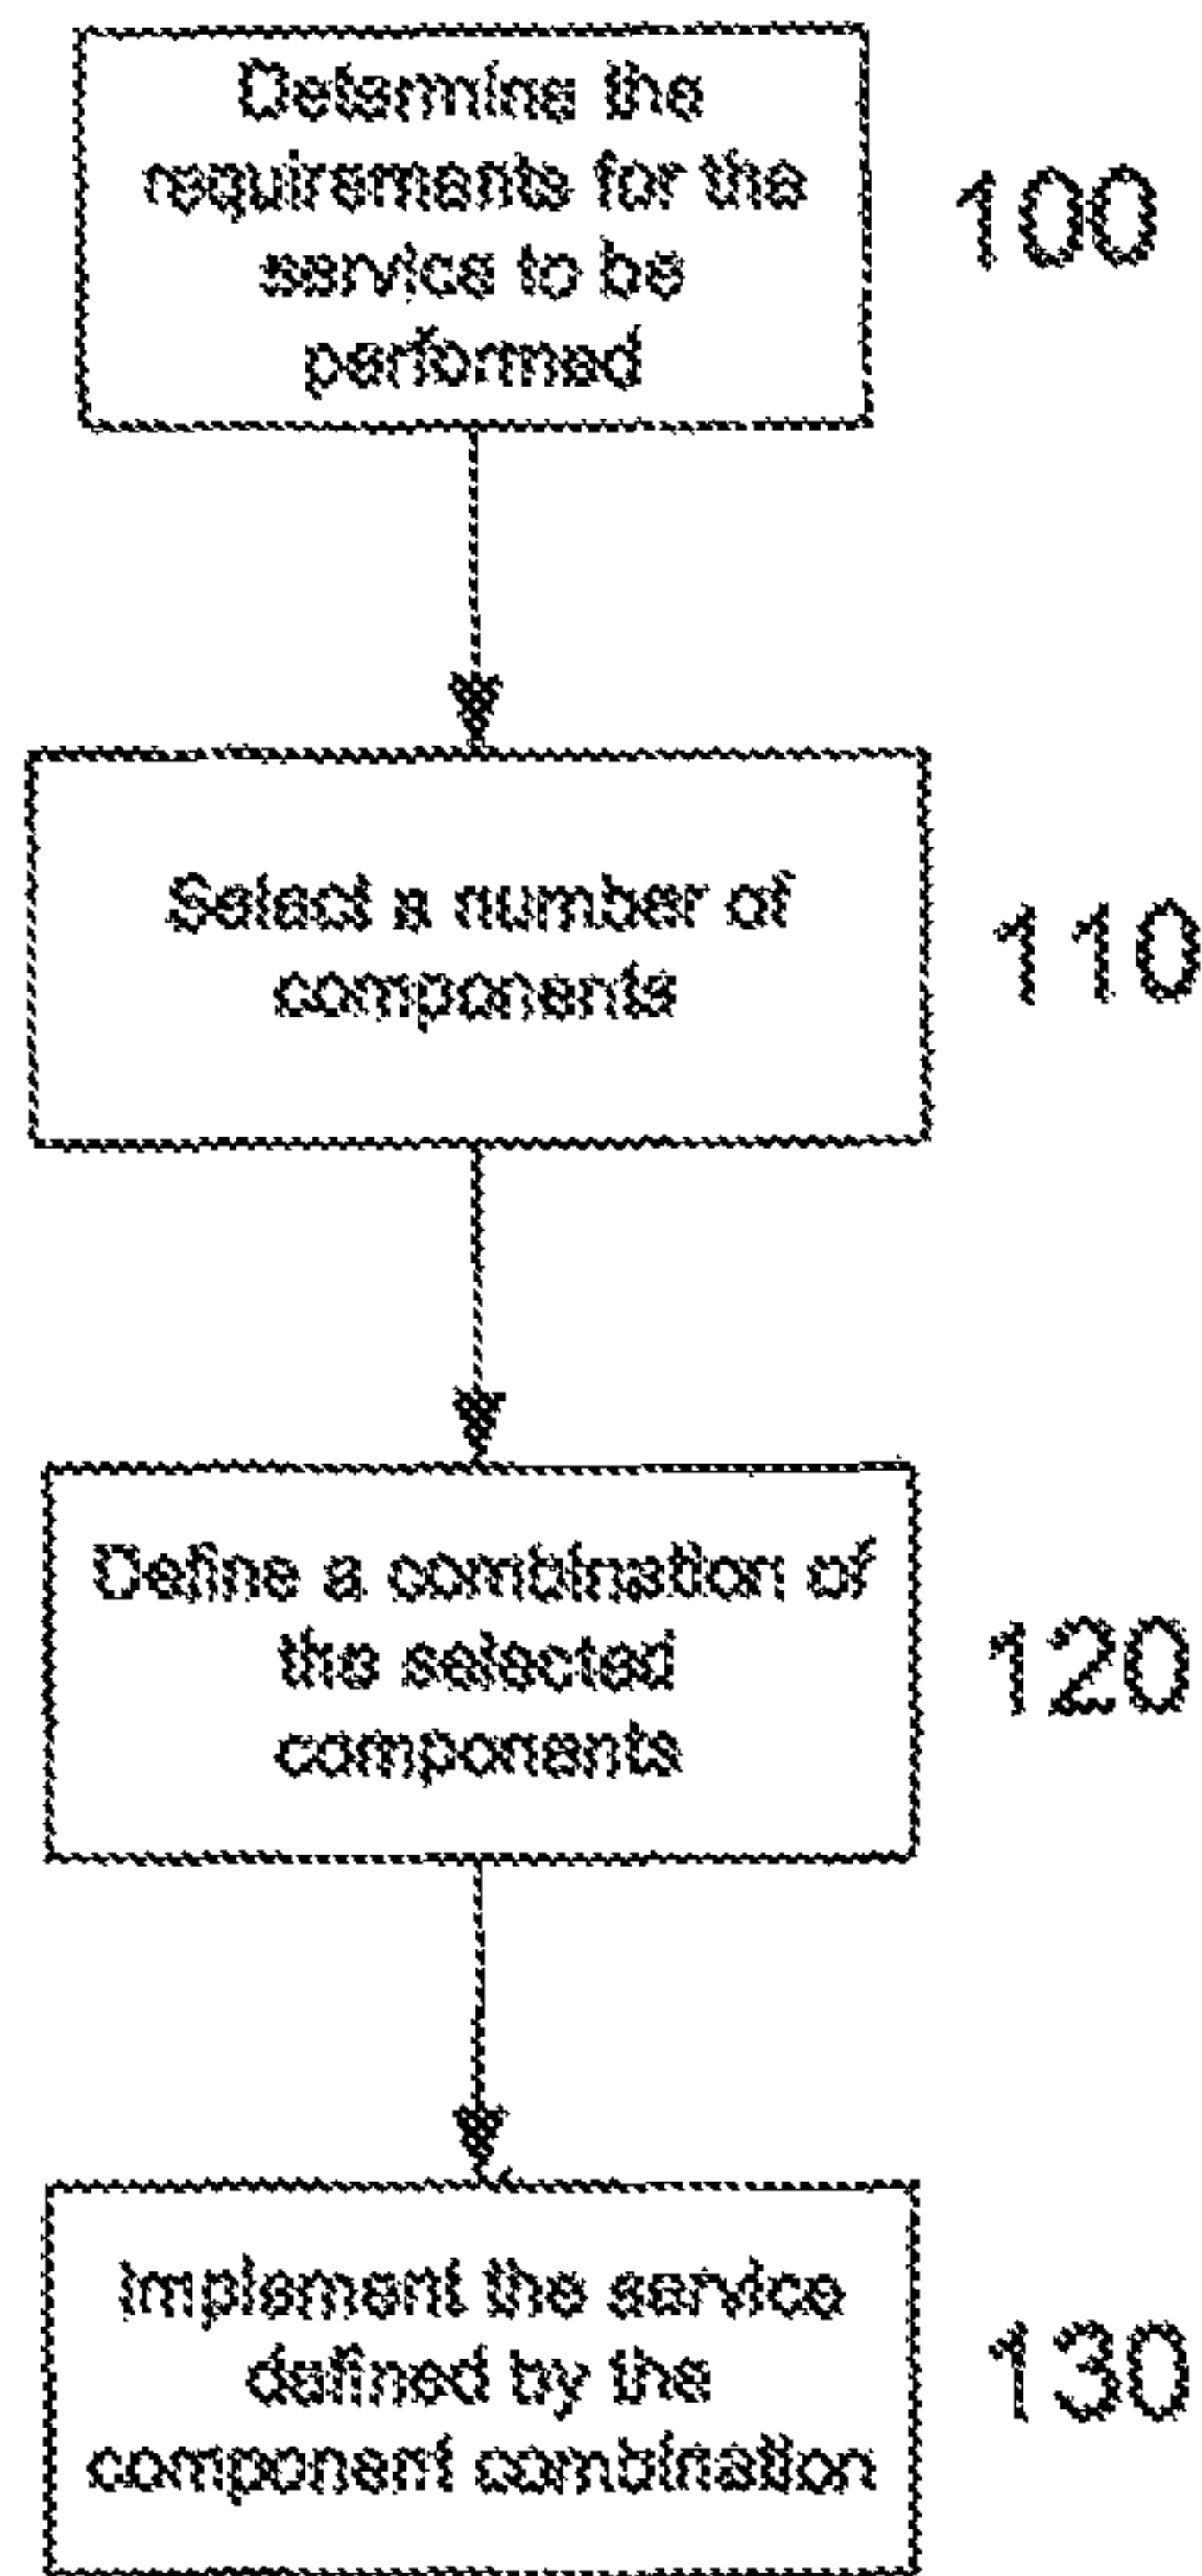 Determine the
requirements for the
service to be
performed
100
Select a number of
components
110
Define a combination of
the selected
components
120
Implement the service
defined by the
component combination
130